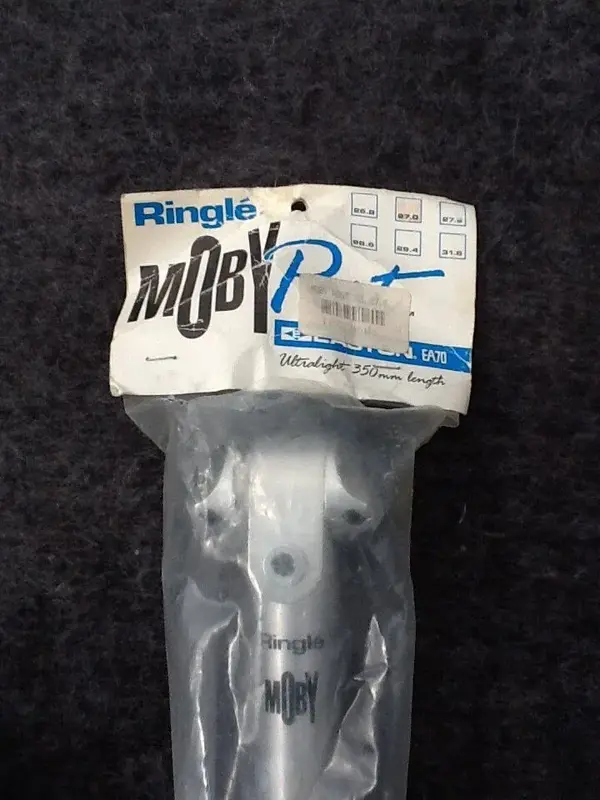 Ringlé
26.8 27.0 27.2
26.6 29.4 31.6
MOBY Post
EASTON EA70
Ultralight 350mm length
Ringlé
MOBY